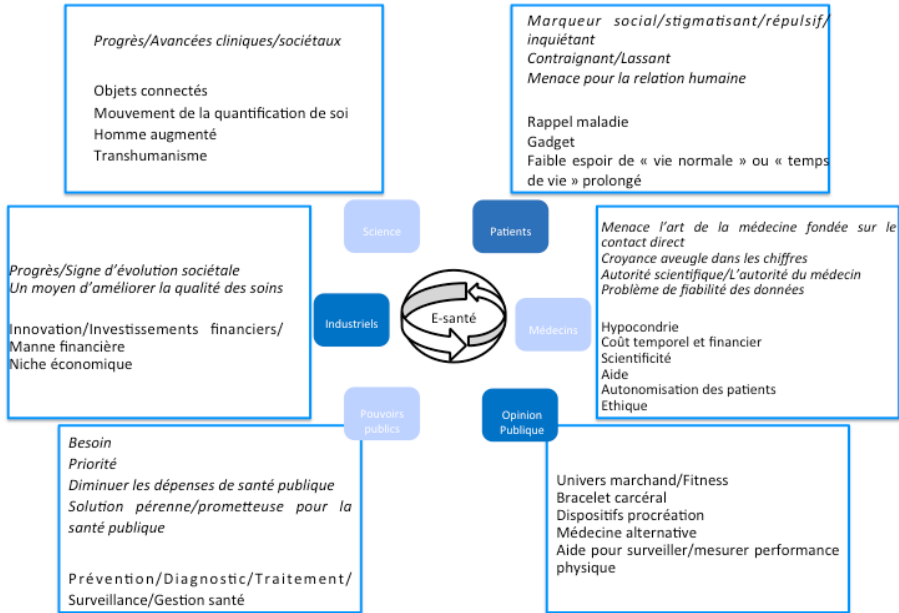 Progrès/Avancées cliniques/sociétaux
Objets connectés
Mouvement de la quantification de soi
Homme augmenté
Transhumanisme
Marqueur social/stigmatisant/répulsif/
inquiétant
Contraignant/Lassant
Menace pour la relation humaine
Rappel maladie
Gadget
Faible espoir de « vie normale » ou « temps
de vie » prolongé
Science
Patients
Progrès/Signe d'évolution sociétale
Un moyen d'améliorer la qualité des soins
Innovation/Investissements financiers/
Manne financière
Niche économique
Industriels
E-santé
Médecins
Menace l'art de la médecine fondée sur le
contact direct
Croyance aveugle dans les chiffres
Autorité scientifique/L'autorité du médecin
Problème de fiabilité des données
Hypocondrie
Coût temporel et financier
Scientificité
Aide
Autonomisation des patients
Ethique
Pouvoirs
publics
Opinion
Publique
Besoin
Priorité
Diminuer les dépenses de santé publique
Solution pérenne/prometteuse pour la
santé publique
Prévention/Diagnostic/Traitement/
Surveillance/Gestion santé
Univers marchand/Fitness
Bracelet carcéral
Dispositifs procréation
Médecine alternative
Aide pour surveiller/mesurer performance
physique